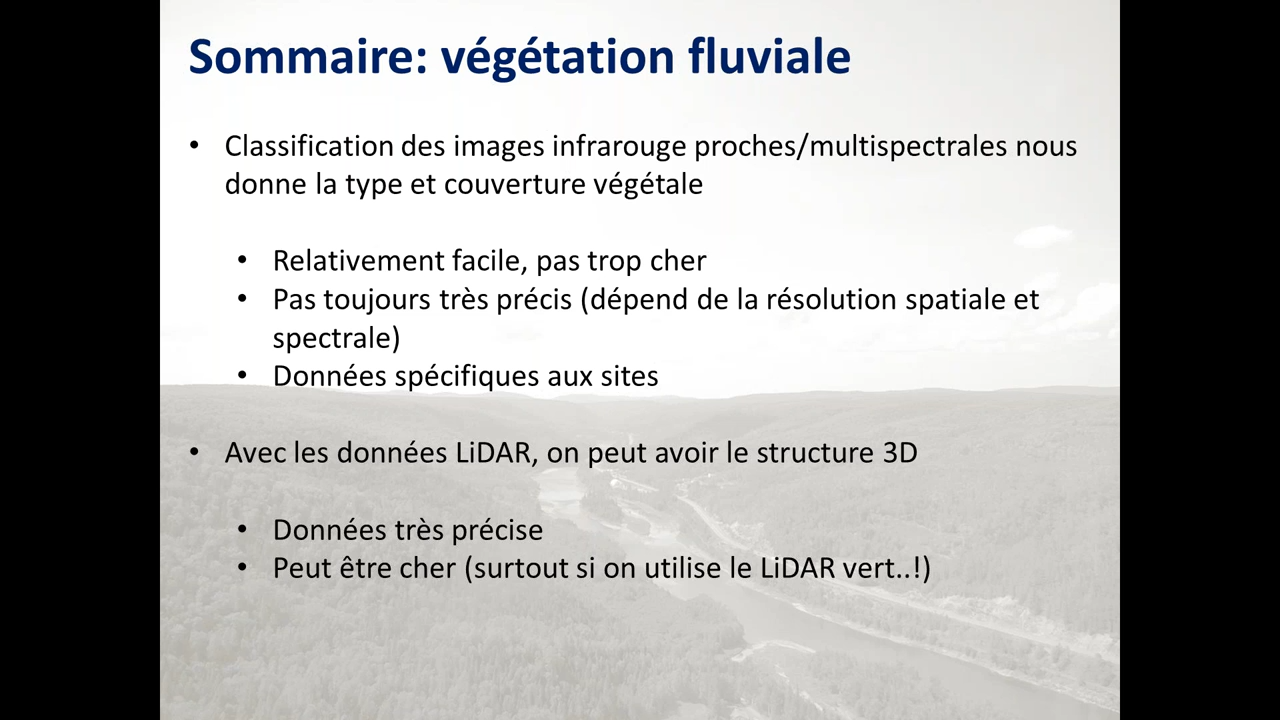 Sommaire: végétation fluviale
• Classification des images infrarouge proches/multispectrales nous
donne la type et couverture végétale
• Relativement facile, pas trop cher
• Pas toujours très précis (dépend de la résolution spatiale et
spectrale)
• Données spécifiques aux sites
• Avec les données LiDAR, on peut avoir le structure 3D
• Données très précise
• Peut être cher (surtout si on utilise le LiDAR vert..!)